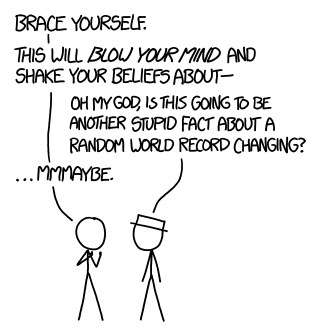 BRACE YOURSELF.
THIS WILL BLOW YOUR MIND AND
SHAKE YOUR BELIEFS ABOUT—
OH MY GOD, IS THIS GOING TO BE
ANOTHER STUPID FACT ABOUT A
RANDOM WORLD RECORD CHANGING?
...MMMAYBE.